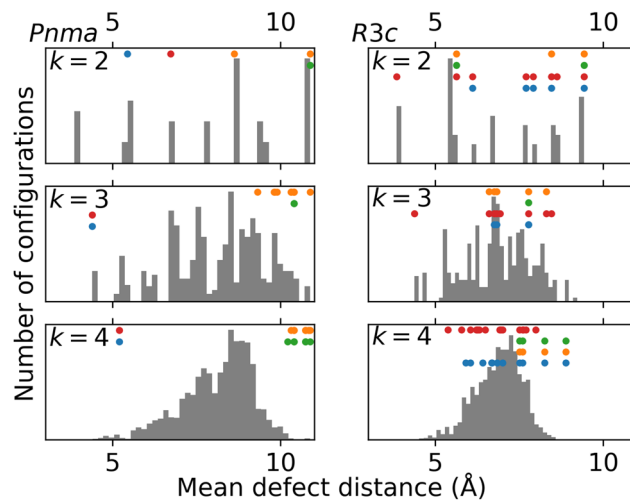 5 10 5 10
Pnma R3c
k = 2 k = 2
k = 3 k = 3
k = 4 k = 4
Number of configurations
5 10 5 10
Mean defect distance (Å)